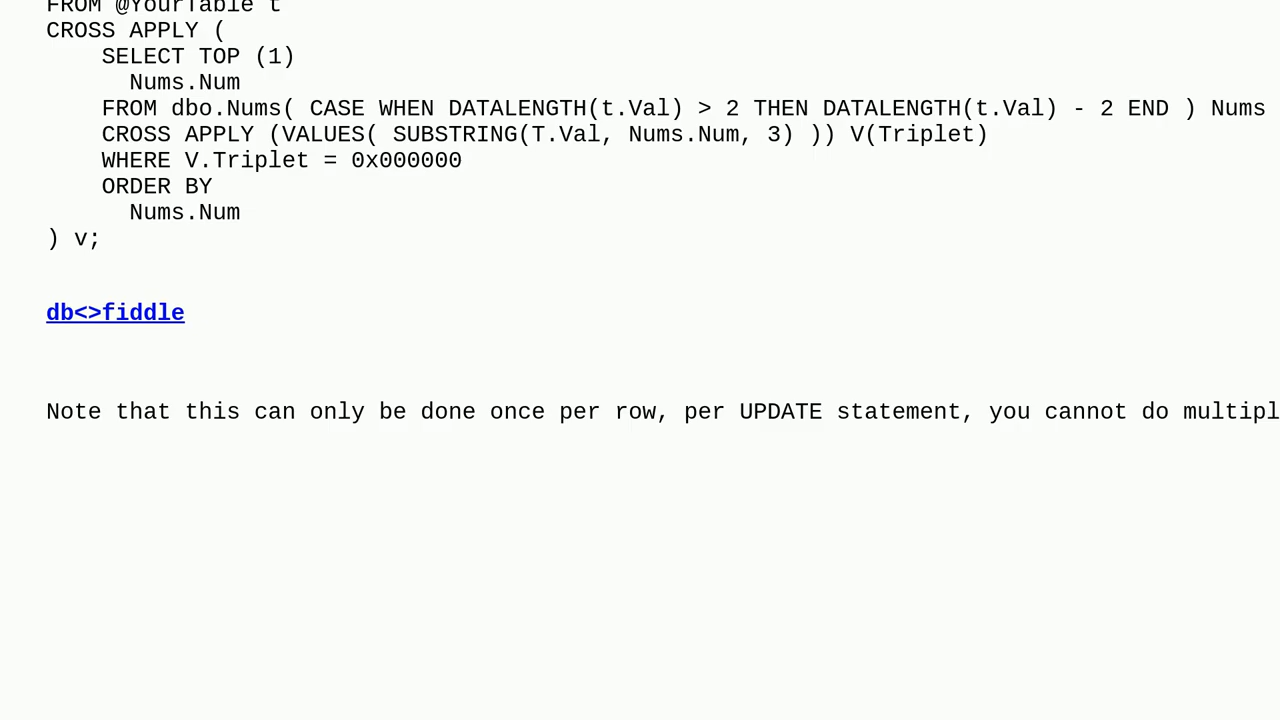 FROM @YourTable t
CROSS APPLY (
    SELECT TOP (1)
      Nums.Num
    FROM dbo.Nums( CASE WHEN DATALENGTH(t.Val) > 2 THEN DATALENGTH(t.Val) - 2 END ) Nums
    CROSS APPLY (VALUES( SUBSTRING(T.Val, Nums.Num, 3) )) V(Triplet)
    WHERE V.Triplet = 0x000000
    ORDER BY
      Nums.Num
) v;
db<>fiddle
Note that this can only be done once per row, per UPDATE statement, you cannot do multipl